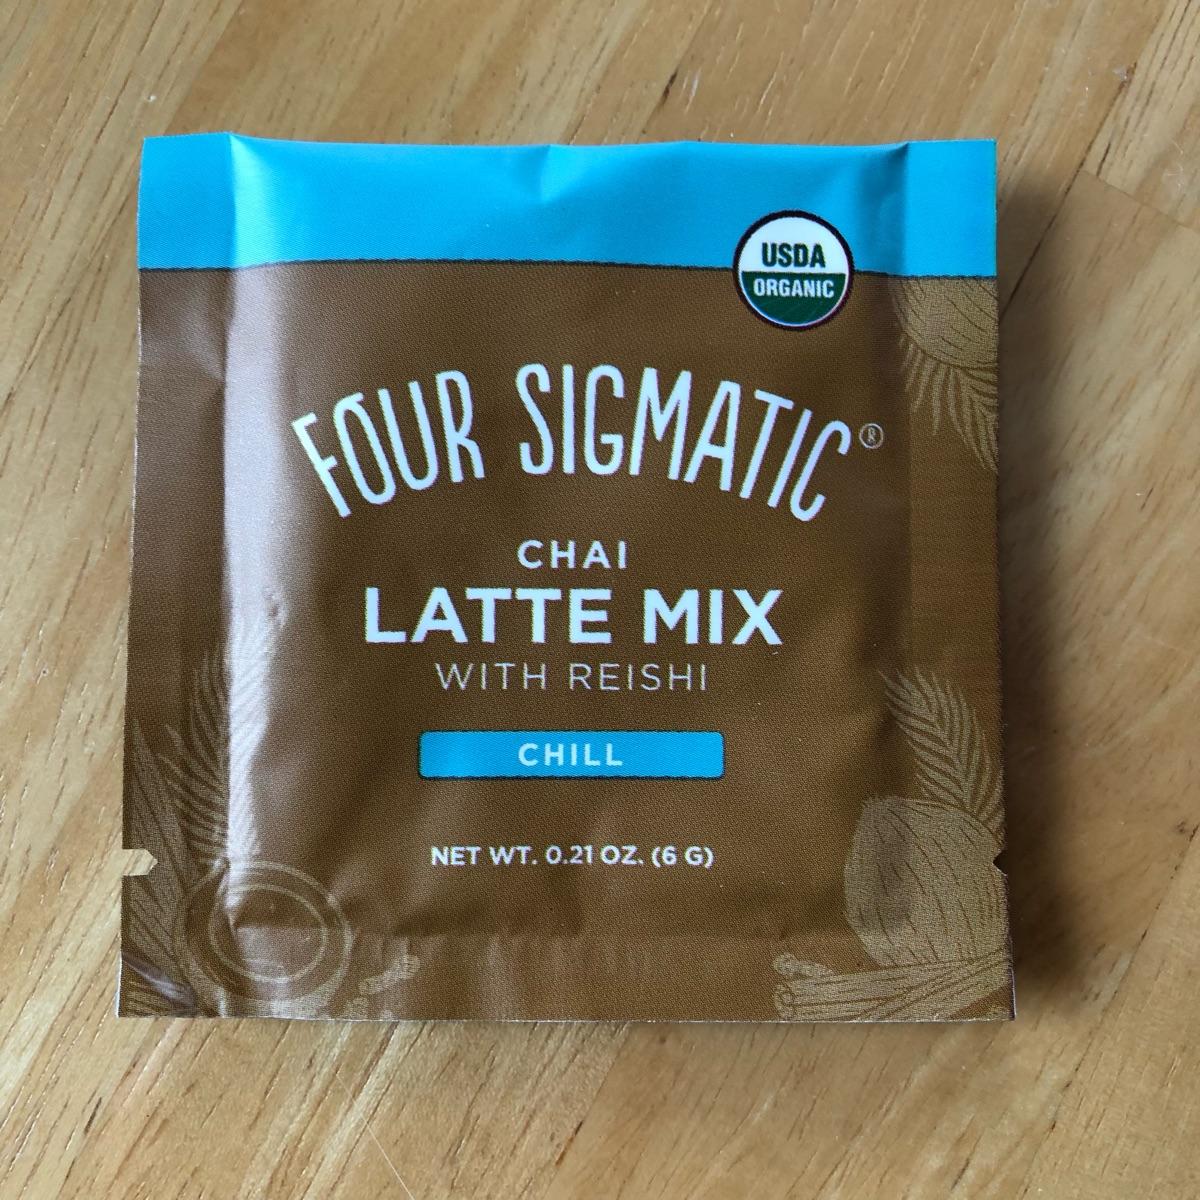 USDA
ORGANIC
FOUR SIGMATIC®
CHAI
LATTE MIX
WITH REISHI
CHILL
NET WT. 0.21 OZ. (6 G)